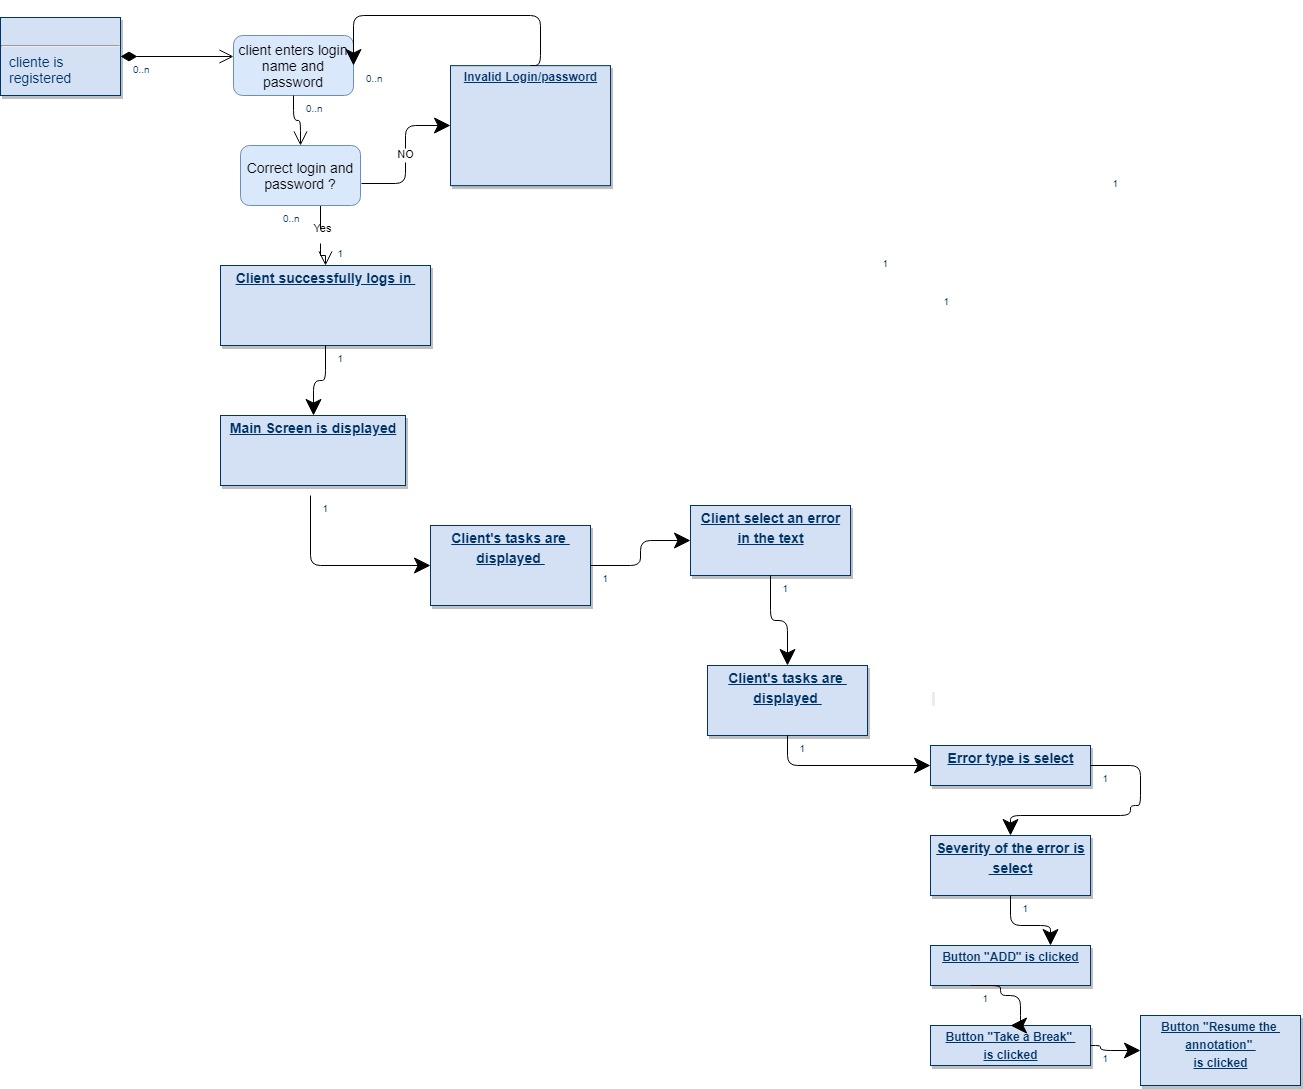 cliente is
registered
0..n
client enters login
name and
password
0..n
0..n
Invalid Login/password
Correct login and
password ?
NO
0..n
Yes
1
Client successfully logs in
1
1
1
1
Main Screen is displayed
1
Client's tasks are
displayed
1
Client select an error
in the text
1
Client's tasks are
displayed
1
Error type is select
1
Severity of the error is
select
1
Button "ADD" is clicked
1
Button "Take a Break"
is clicked
1
Button "Resume the
annotation"
is clicked